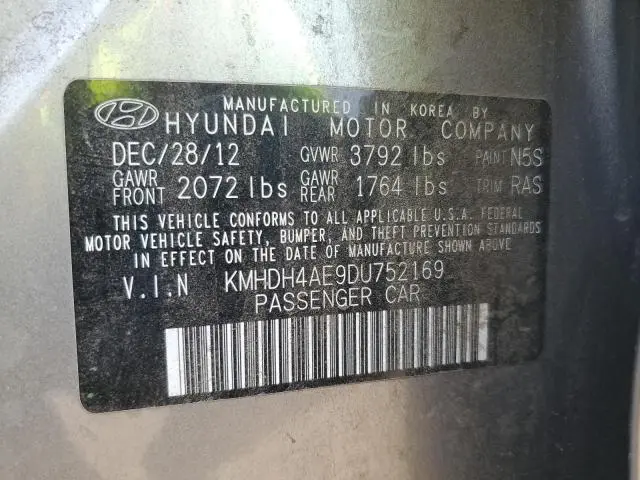 MANUFACTURED IN KOREA BY
HYUNDAI MOTOR COMPANY
DEC/28/12 GVWR 3792 lbs PAINT N5S
GAWR FRONT 2072 lbs GAWR REAR 1764 lbs TRIM RAS
THIS VEHICLE CONFORMS TO ALL APPLICABLE U.S.A. FEDERAL
MOTOR VEHICLE SAFETY, BUMPER, AND THEFT PREVENTION STANDARDS
IN EFFECT ON THE DATE OF MANUFACTURE SHOWN ABOVE.
V.I.N KMHDH4AE9DU752169
PASSENGER CAR